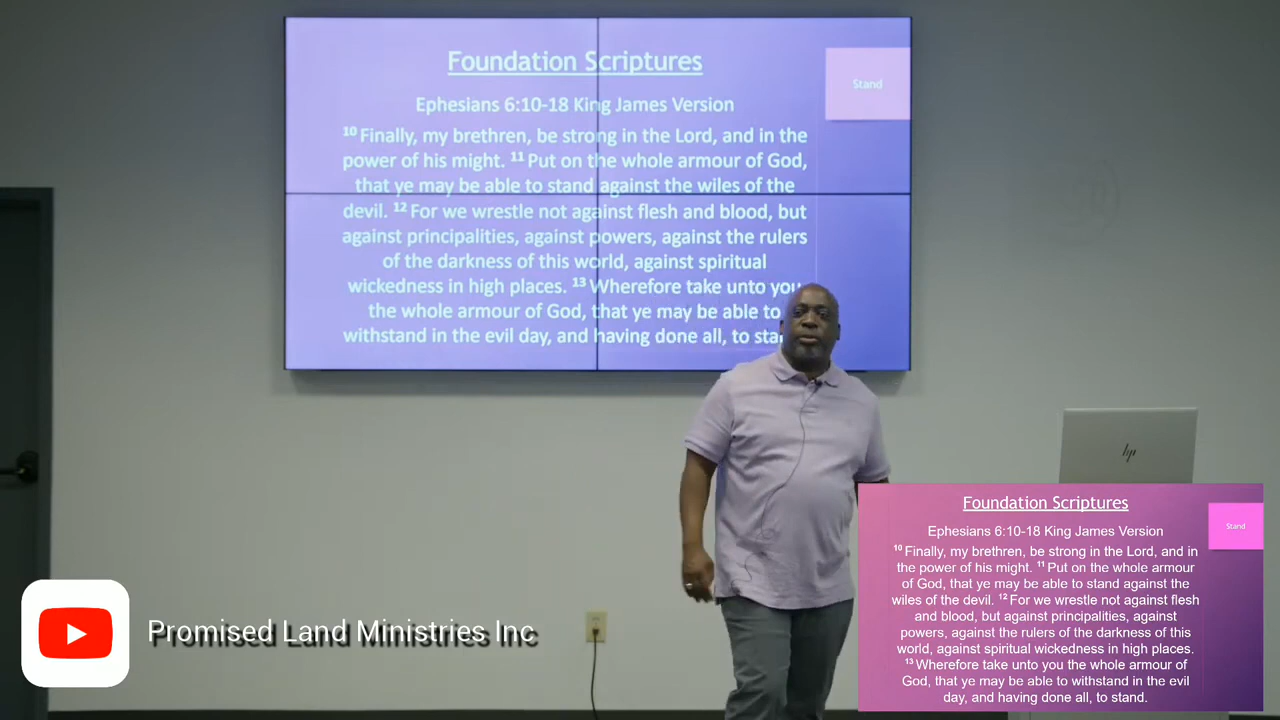 Foundation Scriptures
Stand
Ephesians 6:10-18 King James Version
10 Finally, my brethren, be strong in the Lord, and in the
power of his might. 11 Put on the whole armour of God,
that ye may be able to stand against the wiles of the
devil. 12 For we wrestle not against flesh and blood, but
against principalities, against powers, against the rulers
of the darkness of this world, against spiritual
wickedness in high places. 13 Wherefore take unto you
the whole armour of God, that ye may be able to
withstand in the evil day, and having done all, to
hp
Foundation Scriptures
Stand
Ephesians 6:10-18 King James Version
10 Finally, my brethren, be strong in the Lord, and in
the power of his might. 11 Put on the whole armour
of God, that ye may be able to stand against the
wiles of the devil. 12 For we wrestle not against flesh
and blood, but against principalities, against
powers, against the rulers of the darkness of this
world, against spiritual wickedness in high places.
13 Wherefore take unto you the whole armour of
God, that ye may be able to withstand in the evil
day, and having done all, to stand.
Promised Land Ministries Inc